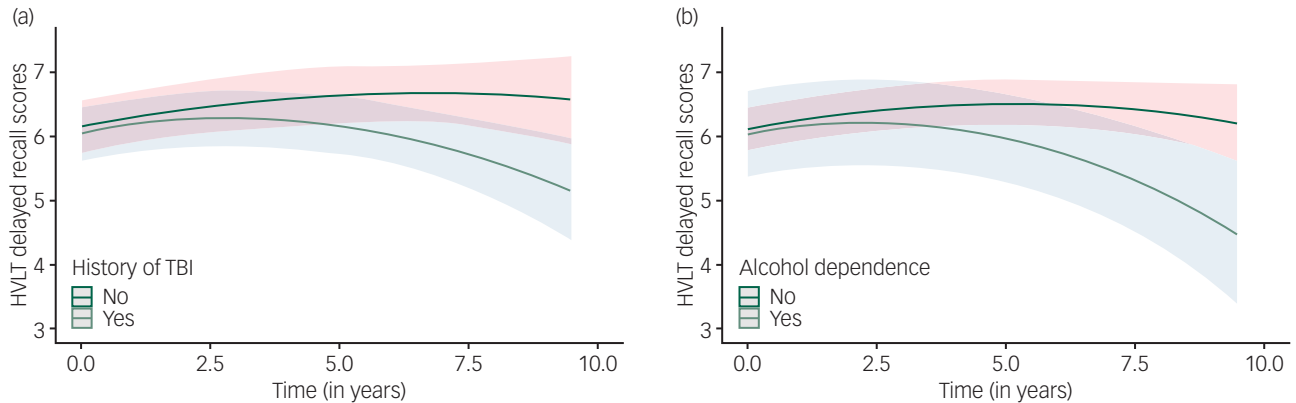 (a)
HVLT delayed recall scores
7
6
5
4
3
History of TBI
No
Yes
0.0 2.5 5.0 7.5 10.0
Time (in years)
(b)
HVLT delayed recall scores
7
6
5
4
3
Alcohol dependence
No
Yes
0.0 2.5 5.0 7.5 10.0
Time (in years)